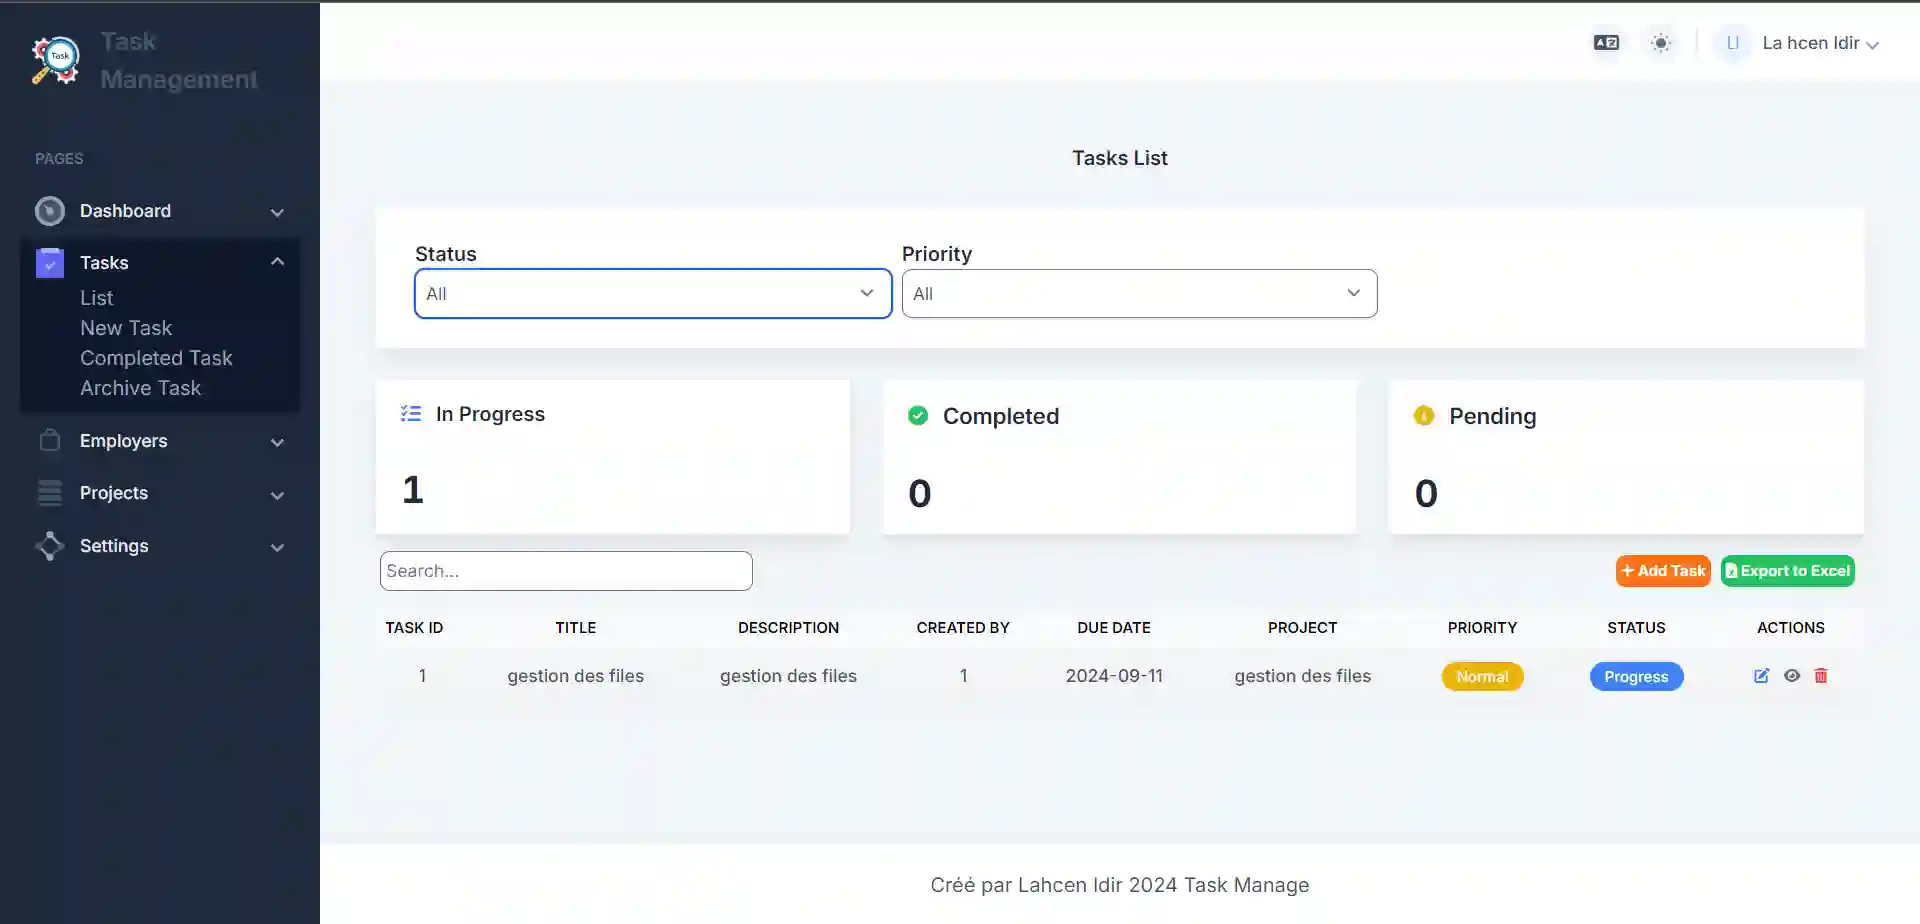 Task
Task
Management
La hcen Idir
LI
PAGES
Dashboard
Tasks
List
New Task
Completed Task
Archive Task
Employers
Projects
Settings
Tasks List
Status
Priority
All
All
In Progress
Completed
Pending
1
0
0
Search...
+ Add Task
Export to Excel
TASK ID TITLE DESCRIPTION CREATED BY DUE DATE PROJECT PRIORITY STATUS ACTIONS
1 gestion des files gestion des files 1 2024-09-11 gestion des files Normal Progress
Créé par Lahcen Idir 2024 Task Manage